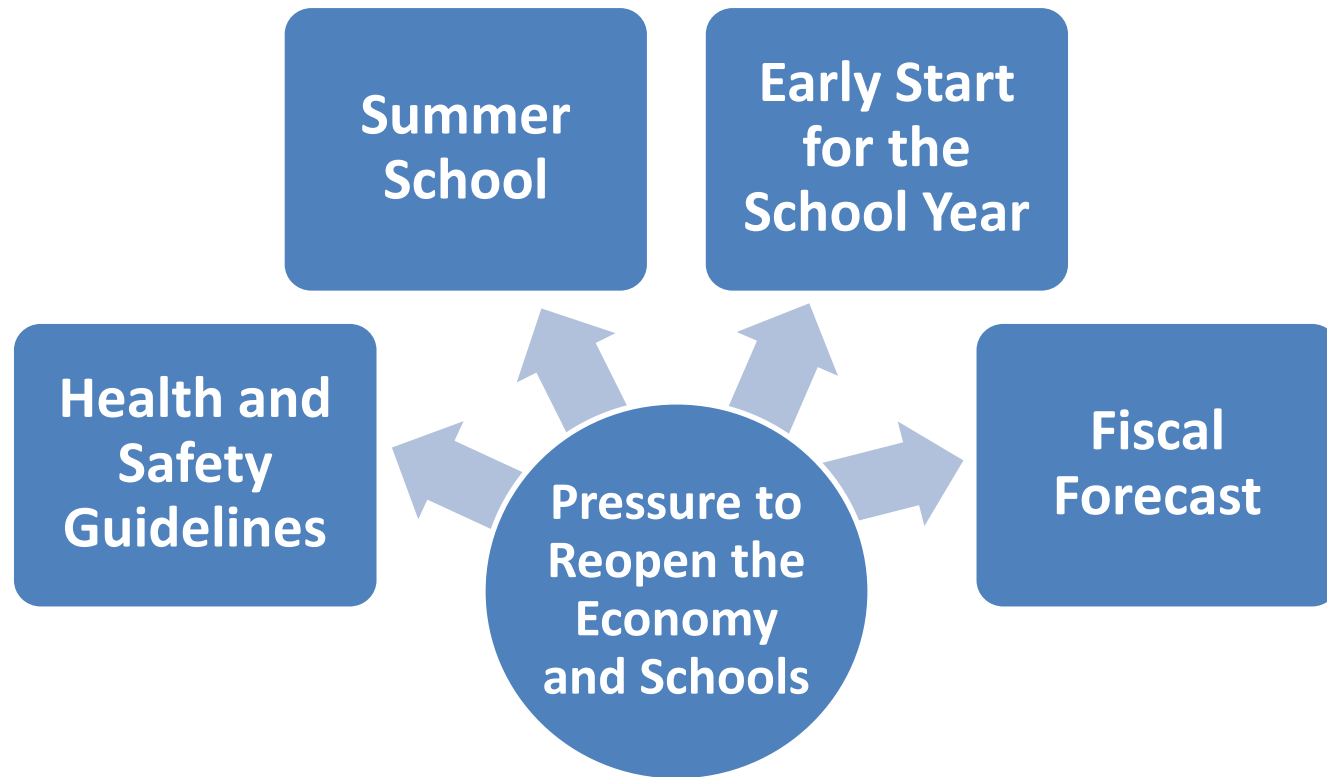 Summer
School
Early Start
for the
School Year
Health and
Safety
Guidelines
Fiscal
Forecast
Pressure to
Reopen the
Economy
and Schools